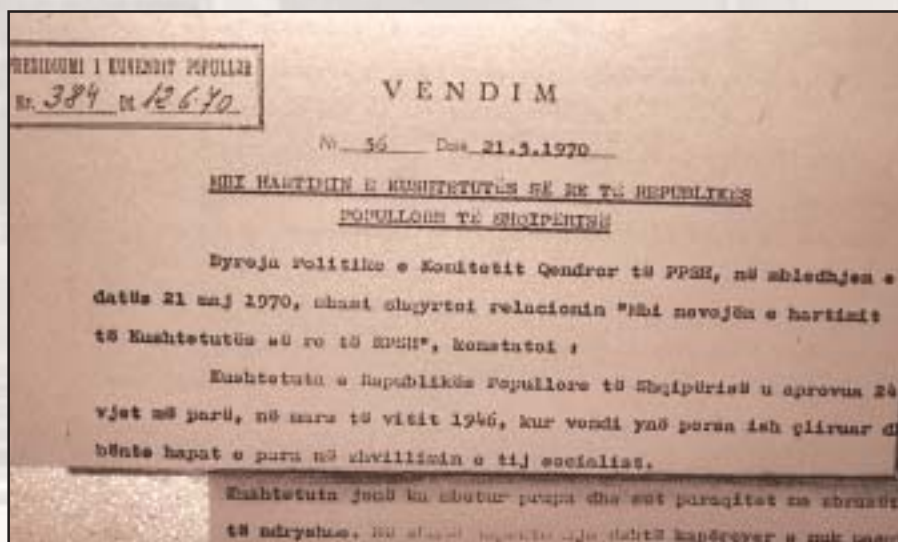 PRESIDIUMI I KUVENDIT POPULLOR
Nr. 384 Dt 12.6.70
VENDIM
Nr 56 Data 21.5.1970
MBI HARTIMIN E KUSHTETUTËS SË RE TË REPUBLIKËS
POPULLORE TË SHQIPËRISË
Byroja Politike e Komitetit Qendror të PPSH, në mbledhjen e
datës 21 maj 1970, mbasi shqyrtoi relacionin "Mbi nevojën e hartimit
të Kushtetutës së re të RPSH", konstatoi :
Kushtetuta e Republikës Popullore të Shqipërisë u aprovua 24
vjet më parë, në mars të vitit 1946, kur vendi ynë porsa ish çliruar
bënte hapat e para në zhvillimin e tij socialist.
Kushtetuta jonë ka mbetur prapa dhe sot paraqitet me
të ndryshme. Në shumë nuk